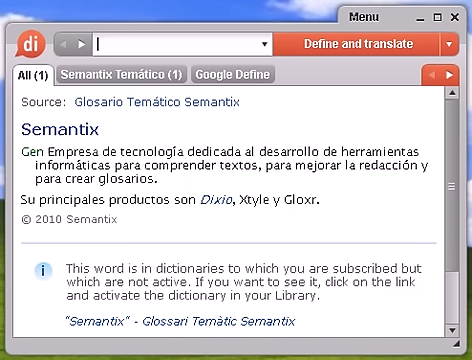 Menu
di
Define and translate
All (1)
Semantix Temático (1)
Google Define
Source: Glosario Temático Semantix
Semantix
Gen Empresa de tecnología dedicada al desarrollo de herramientas
informáticas para comprender textos, para mejorar la redacción y
para crear glosarios.
Su principales productos son Dixio, Xtyle y Gloxr.
© 2010 Semantix
i
This word is in dictionaries to which you are subscribed but
which are not active. If you want to see it, click on the link
and activate the dictionary in your Library.
"Semantix" - Glossari Temàtic Semantix